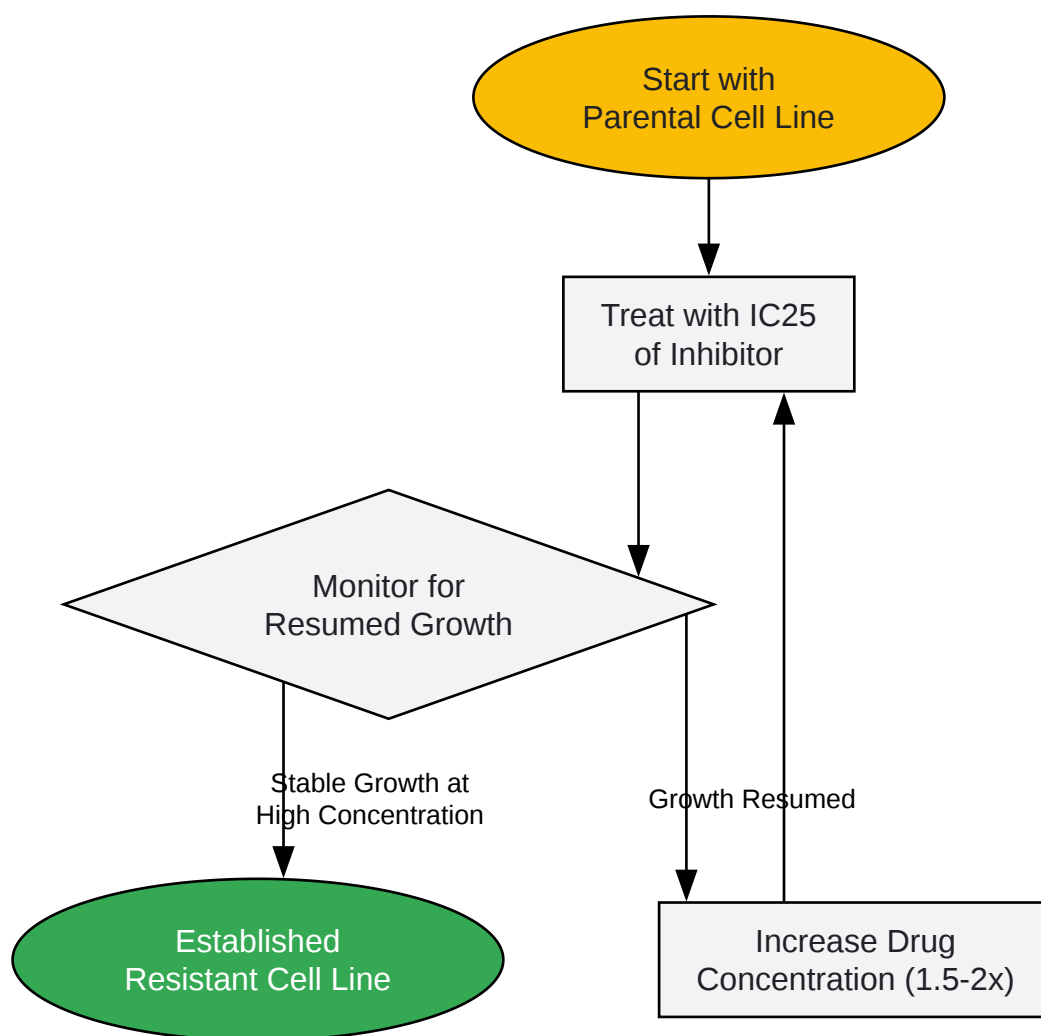 Start with
Parental Cell Line
Treat with IC25
of Inhibitor
Monitor for
Resumed Growth
Stable Growth at
High Concentration
Growth Resumed
Established
Resistant Cell Line
Increase Drug
Concentration (1.5-2x)